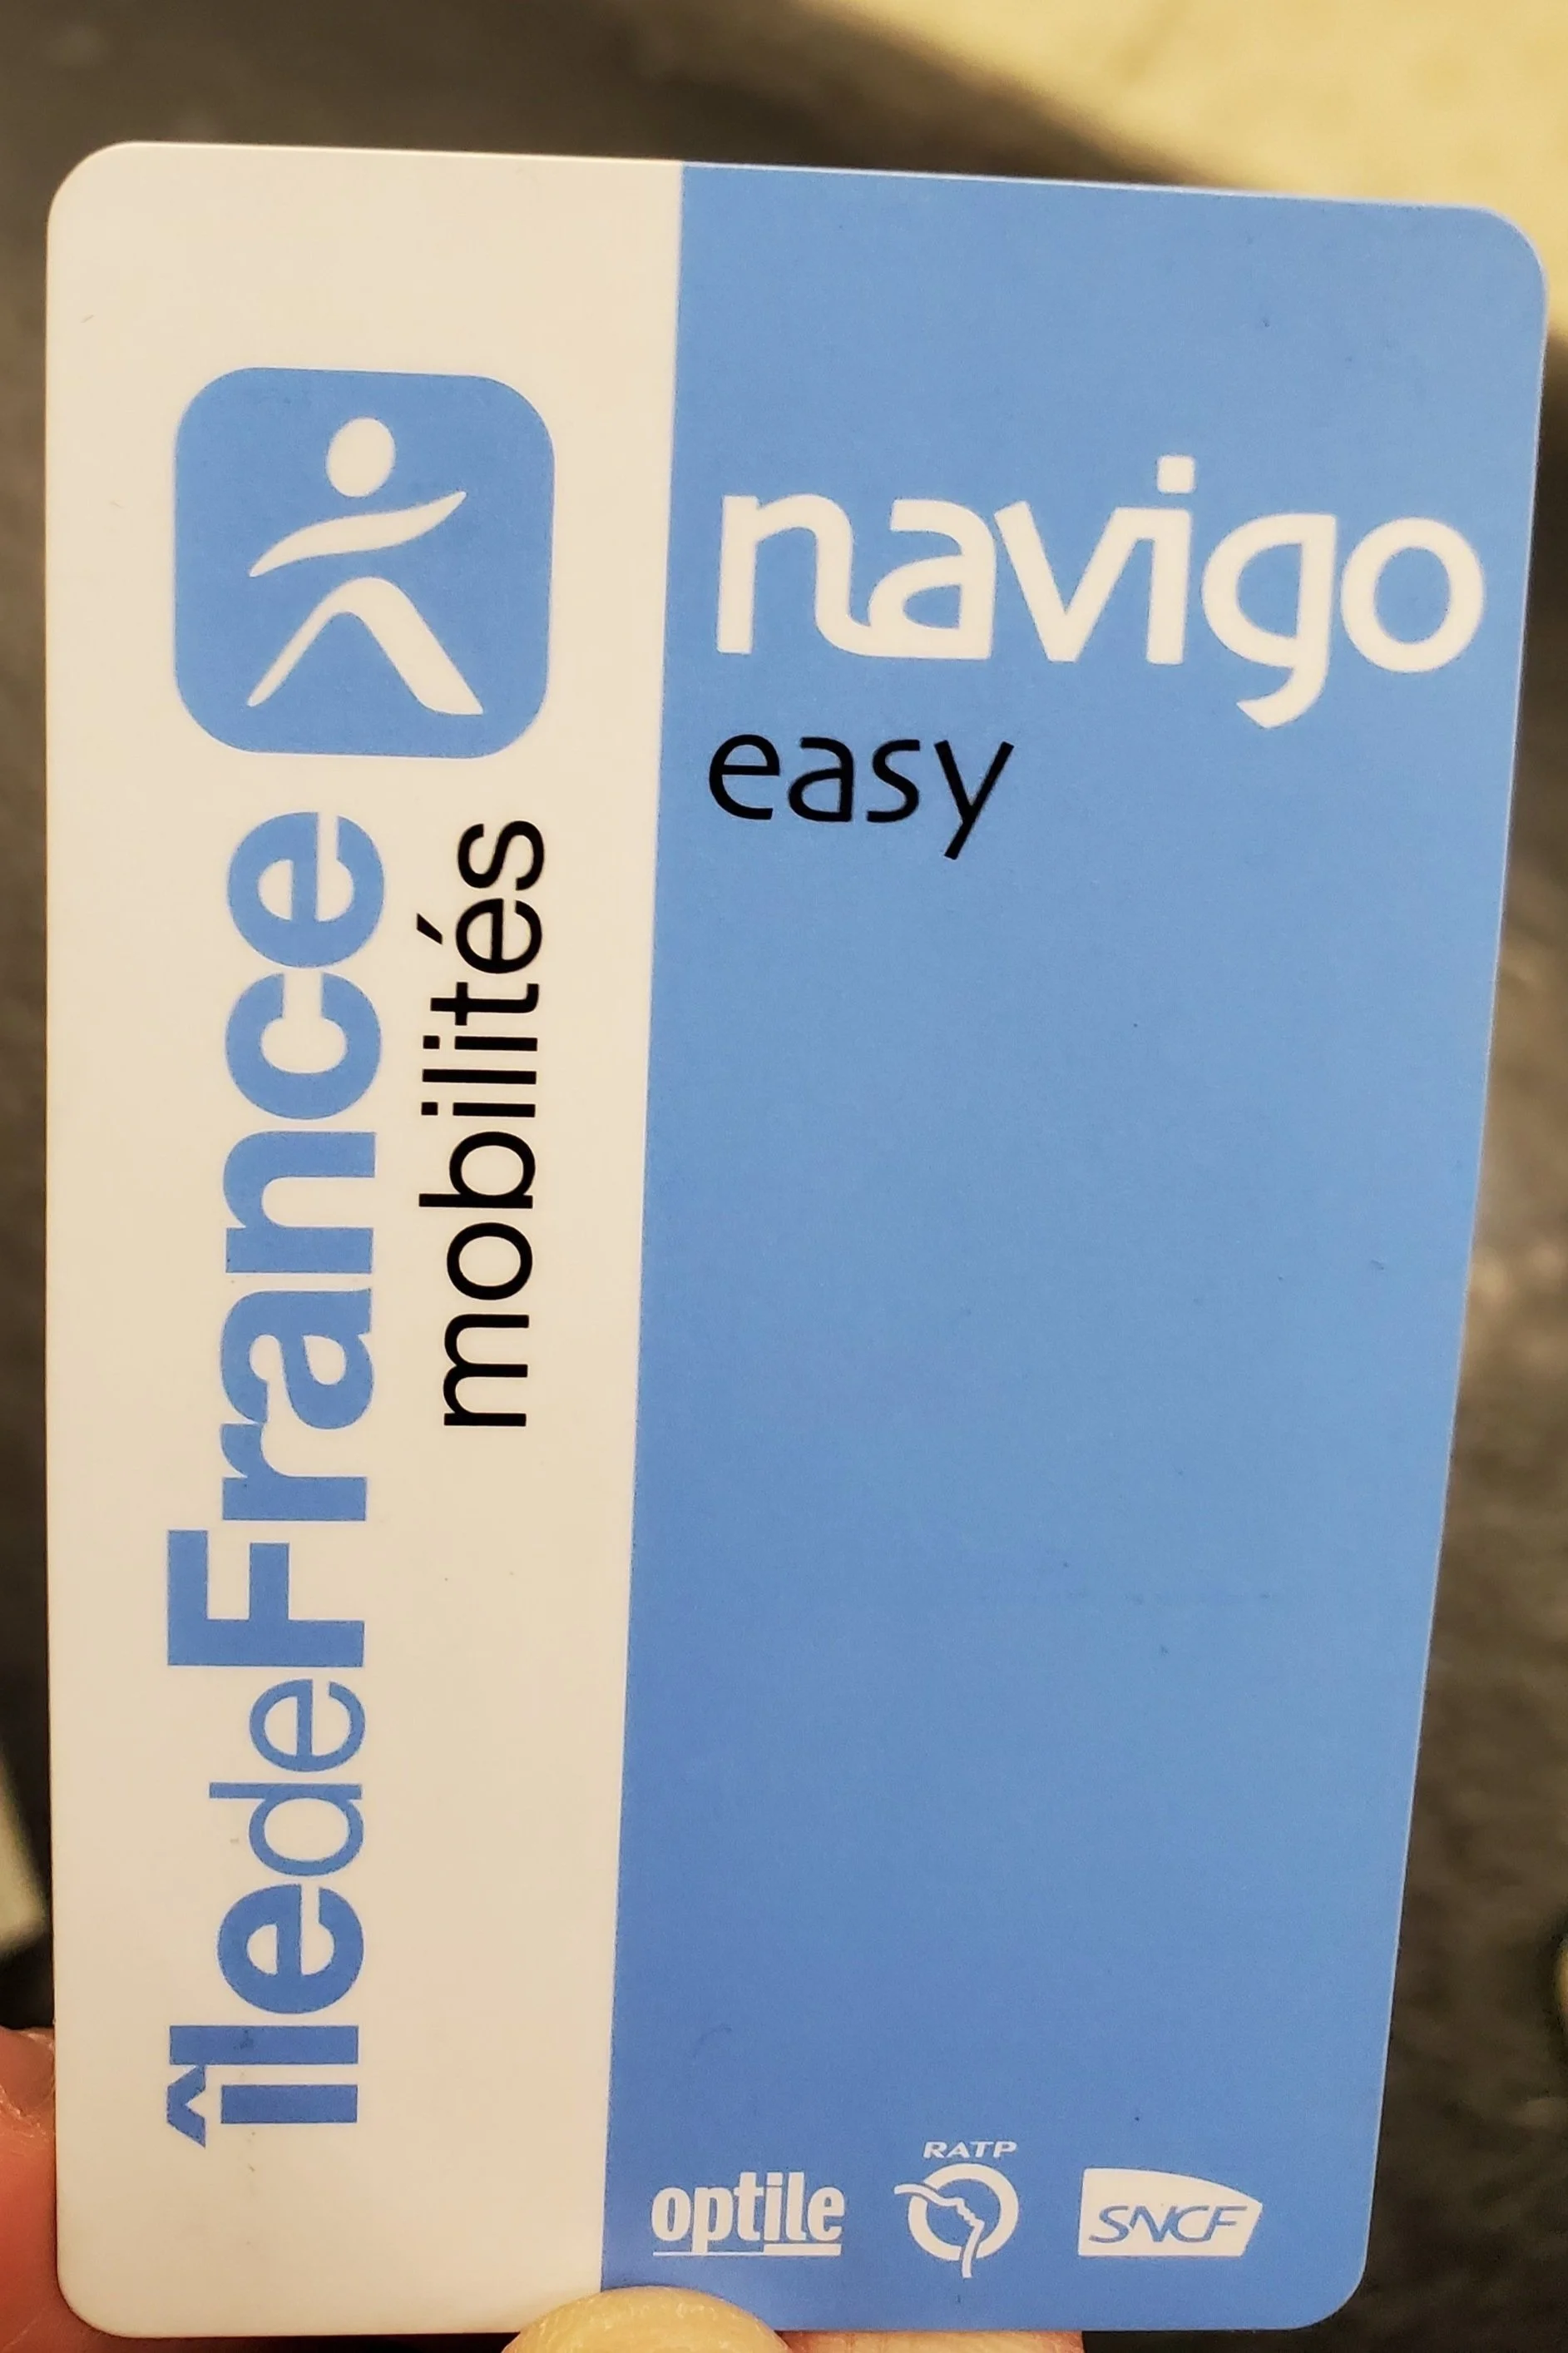 îledeFrance
mobilités
navigo
easy
optile
RATP
SNCF